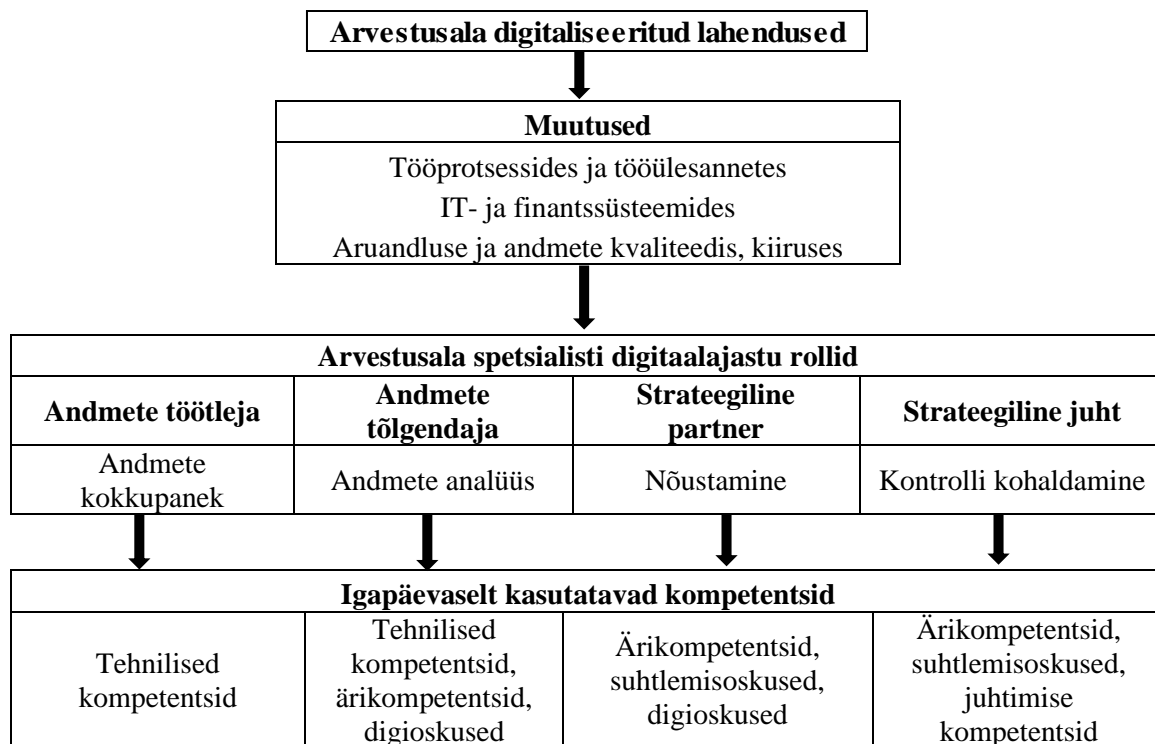 Arvestusala digitaliseeritud lahendused
Muutused
Tööprotsessides ja tööülesannetes
IT- ja finantssüsteemides
Aruandluse ja andmete kvaliteedis, kiiruses
Arvestusala spetsialisti digitaalajastu rollid
Andmete töötleja
Andmete
tõlgendaja
Strateegiline
partner
Strateegiline juht
Andmete
kokkupanek
Andmete analüüs
Nõustamine
Kontrolli kohaldamine
Igapäevaselt kasutatavad kompetentsid
Tehnilised
kompetentsid
Tehnilised
kompetentsid,
ärikompetentsid,
digioskused
Ärikompetentsid,
suhtlemisoskused,
digioskused
Ärikompetentsid,
suhtlemisoskused,
juhtimise
kompetentsid